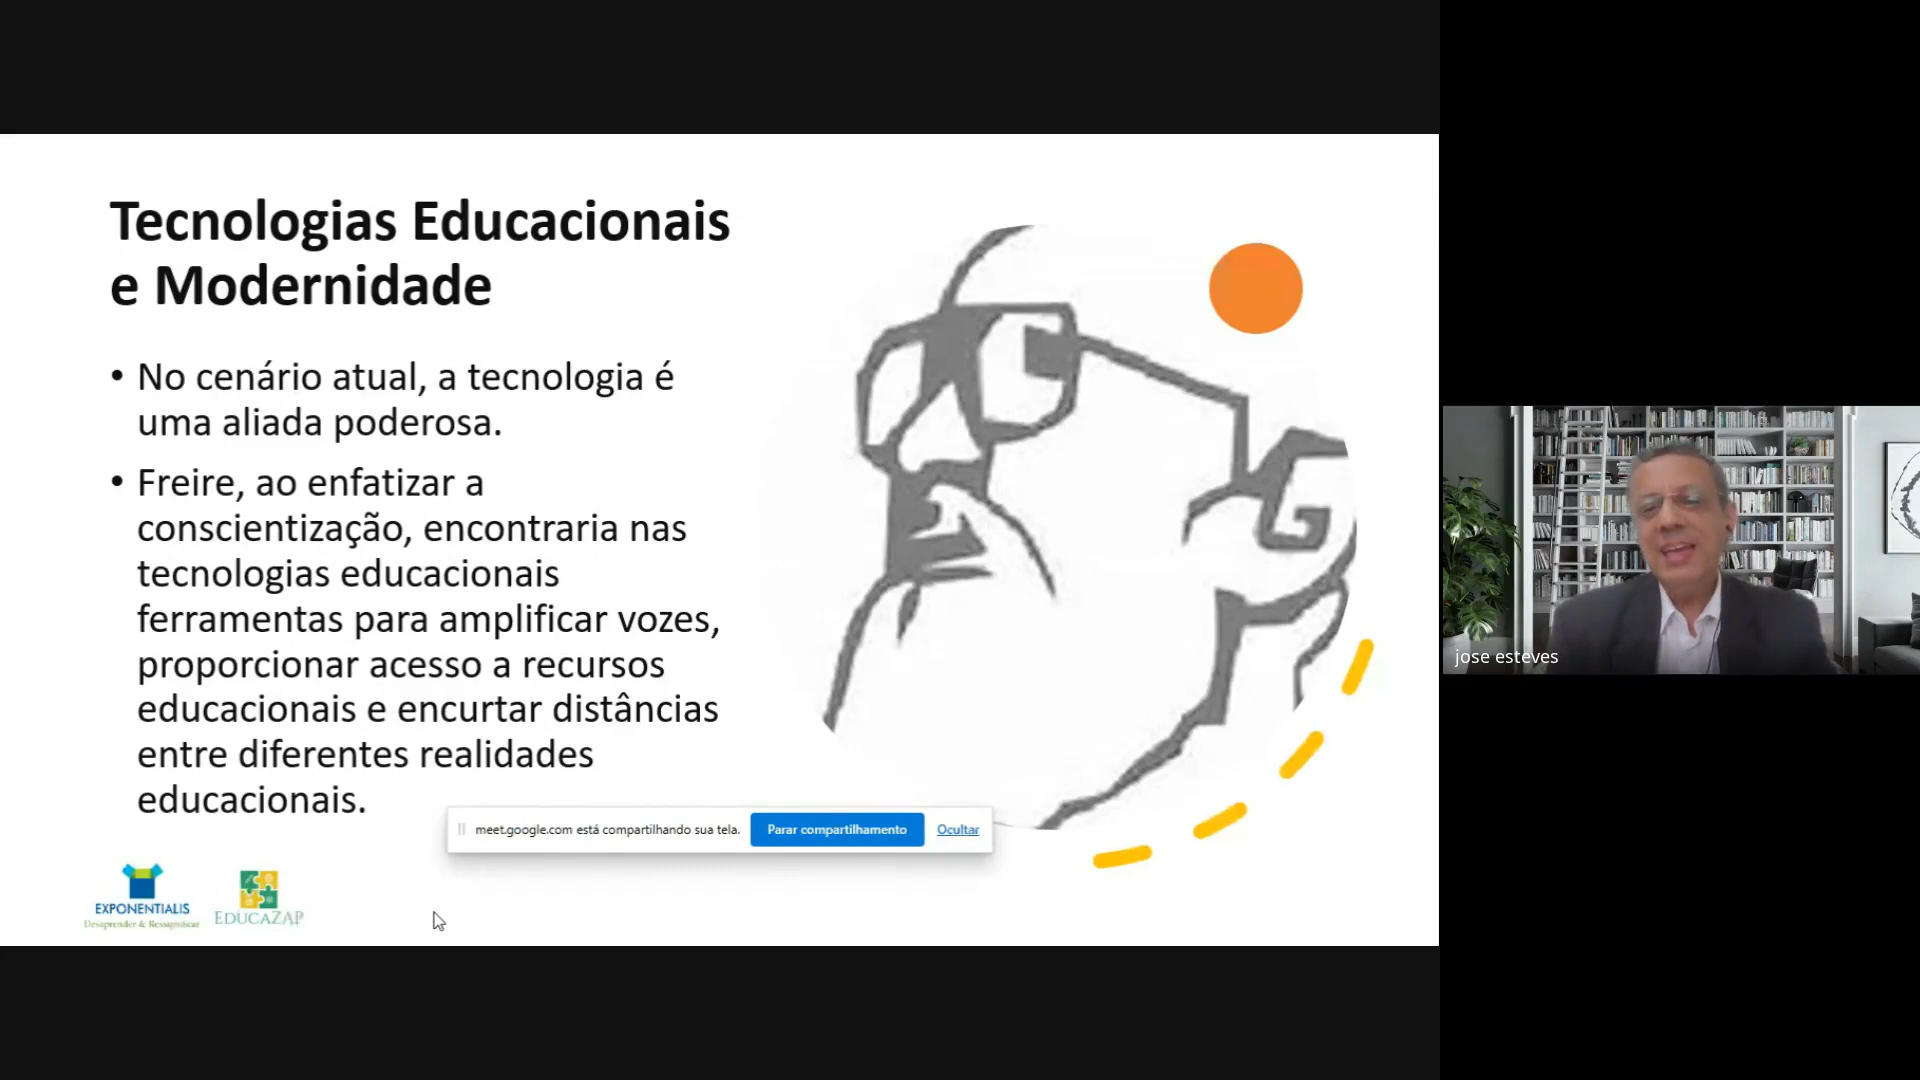 Tecnologias Educacionais
e Modernidade
• No cenário atual, a tecnologia é
uma aliada poderosa.
• Freire, ao enfatizar a
conscientização, encontraria nas
tecnologias educacionais
ferramentas para amplificar vozes,
proporcionar acesso a recursos
educacionais e encurtar distâncias
entre diferentes realidades
educacionais.
meet.google.com está compartilhando sua tela.
Parar compartilhamento
Ocultar
EXPONENTIALIS
Desaprender & Ressignificar
EDUCAZAP
jose esteves